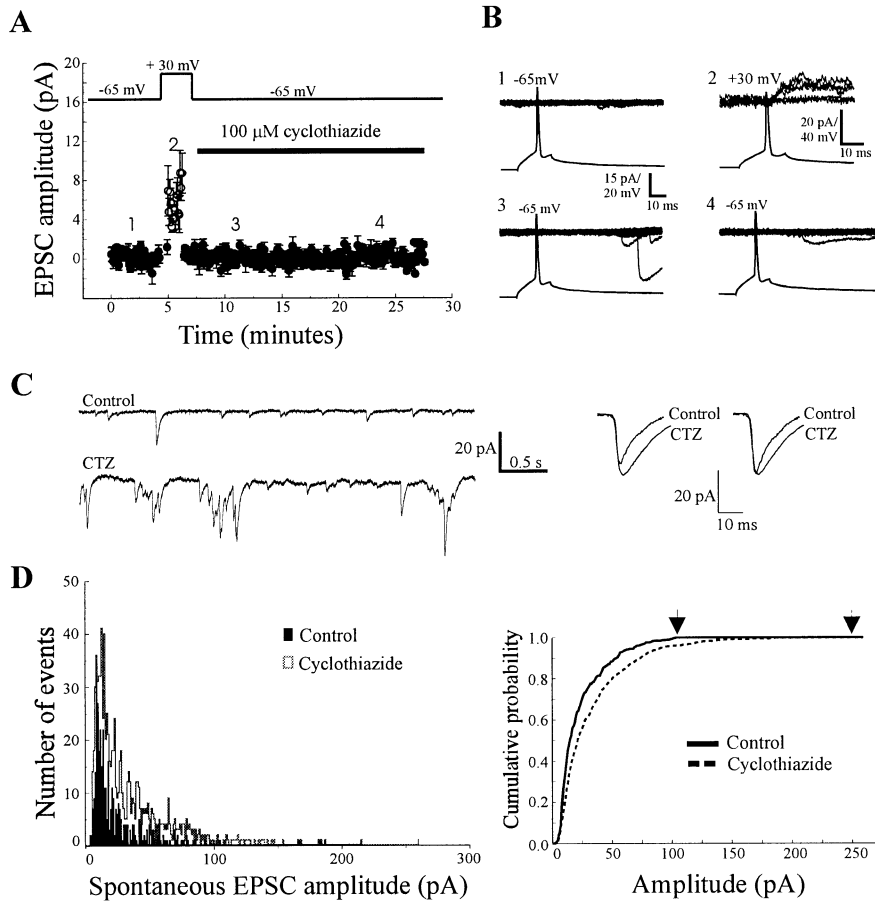 A
EPSC amplitude (pA)
20
16
12
8
4
0
-65 mV
+ 30 mV
-65 mV
100 μM cyclothiazide
1
2
3
4
0
5
10
15
20
25
30
Time (minutes)
B
1
-65mV
2
+30 mV
20 pA/
40 mV
10 ms
15 pA/
20 mV
10 ms
3
-65 mV
4
-65 mV
C
Control
CTZ
20 pA
0.5 s
Control
CTZ
Control
CTZ
20 pA
10 ms
D
Number of events
50
40
30
20
10
0
Control
Cyclothiazide
0
100
200
300
Spontaneous EPSC amplitude (pA)
Cumulative probability
1.0
0.8
0.6
0.4
0.2
0.0
Control
Cyclothiazide
0
50
100
150
200
250
Amplitude (pA)